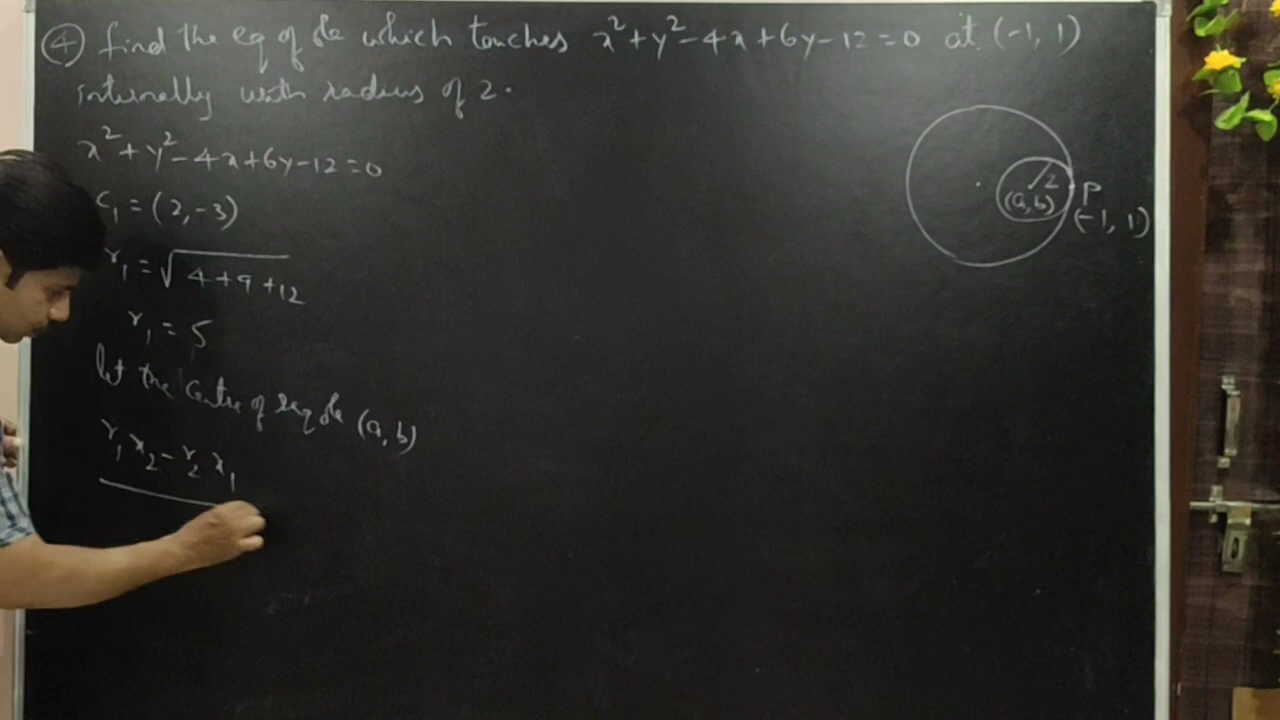 ④ find the eq of ole which touches x²+y²-4x+6y-12=0 at (-1, 1)
internally with radius of 2.
x²+y²-4x+6y-12=0
C₁ = (2,-3)
r₁ = √4+9+12
r₁ = 5
let the centre of req ole (a, b)
r₁x₂-r₂x₁
2
(a, b)
P
(-1, 1)